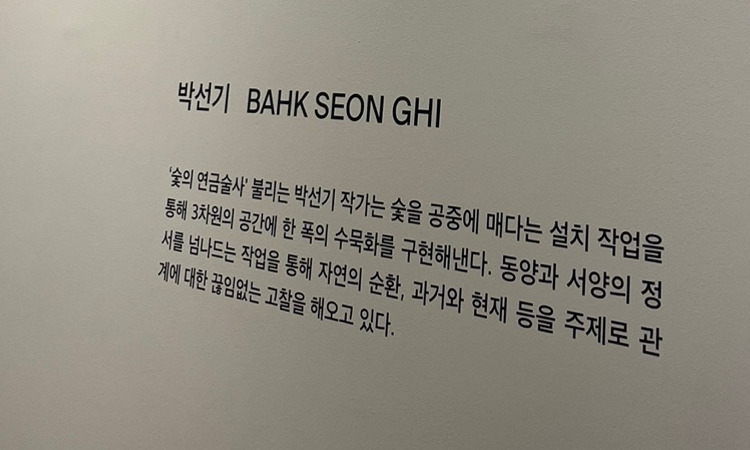 박선기 BAHK SEON GHI
'숯의 연금술사' 불리는 박선기 작가는 숯을 공중에 매다는 설치 작업을
통해 3차원의 공간에 한 폭의 수묵화를 구현해낸다. 동양과 서양의 정
서를 넘나드는 작업을 통해 자연의 순환, 과거와 현재 등을 주제로 관
계에 대한 끊임없는 고찰을 해오고 있다.